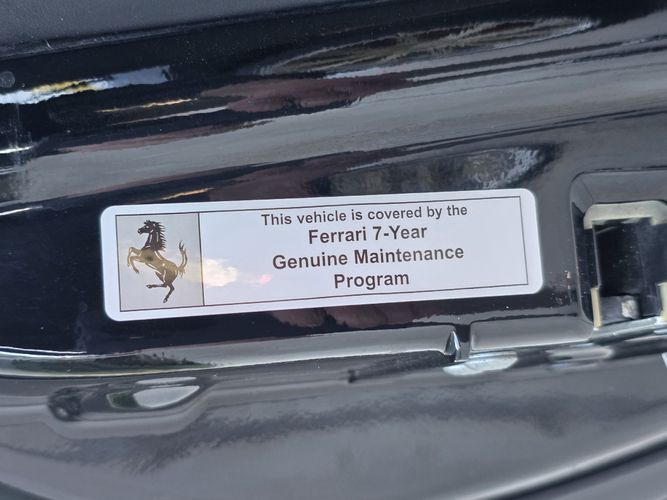 This vehicle is covered by the
Ferrari 7-Year
Genuine Maintenance
Program